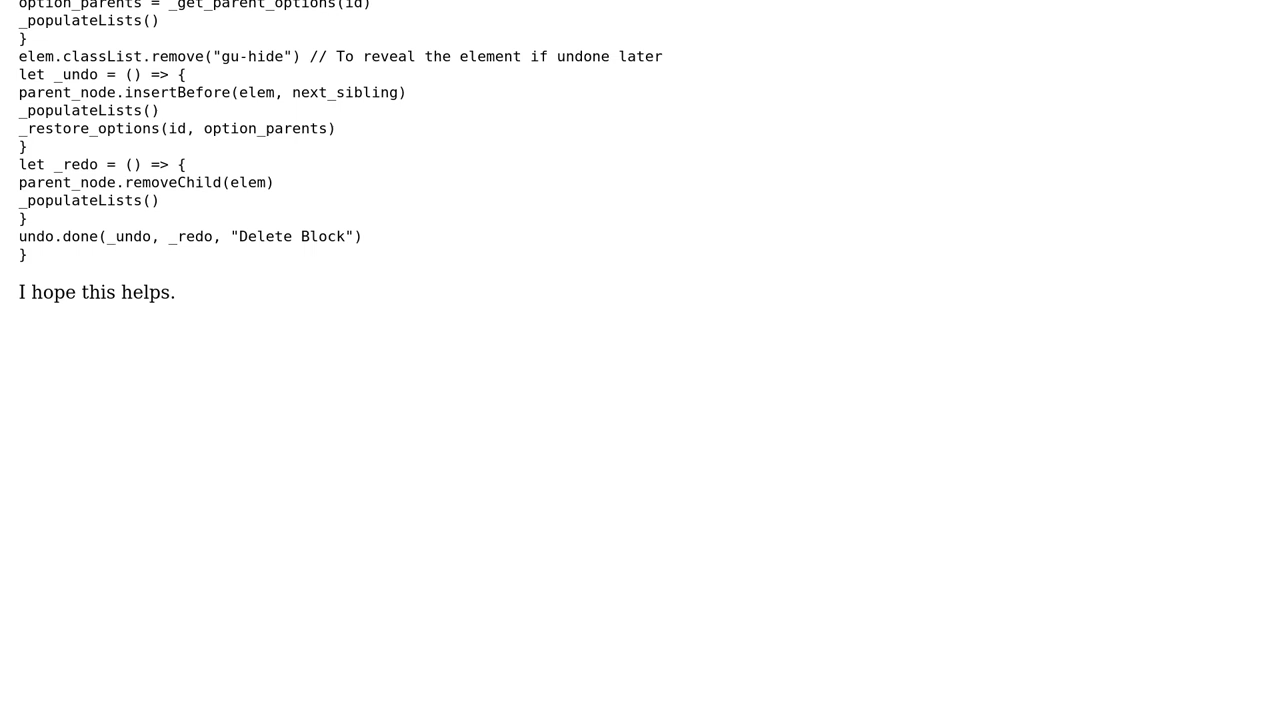 option_parents = _get_parent_options(id)
_populateLists()
}
elem.classList.remove("gu-hide") // To reveal the element if undone later
let _undo = () => {
parent_node.insertBefore(elem, next_sibling)
_populateLists()
_restore_options(id, option_parents)
}
let _redo = () => {
parent_node.removeChild(elem)
_populateLists()
}
undo.done(_undo, _redo, "Delete Block")
}
I hope this helps.